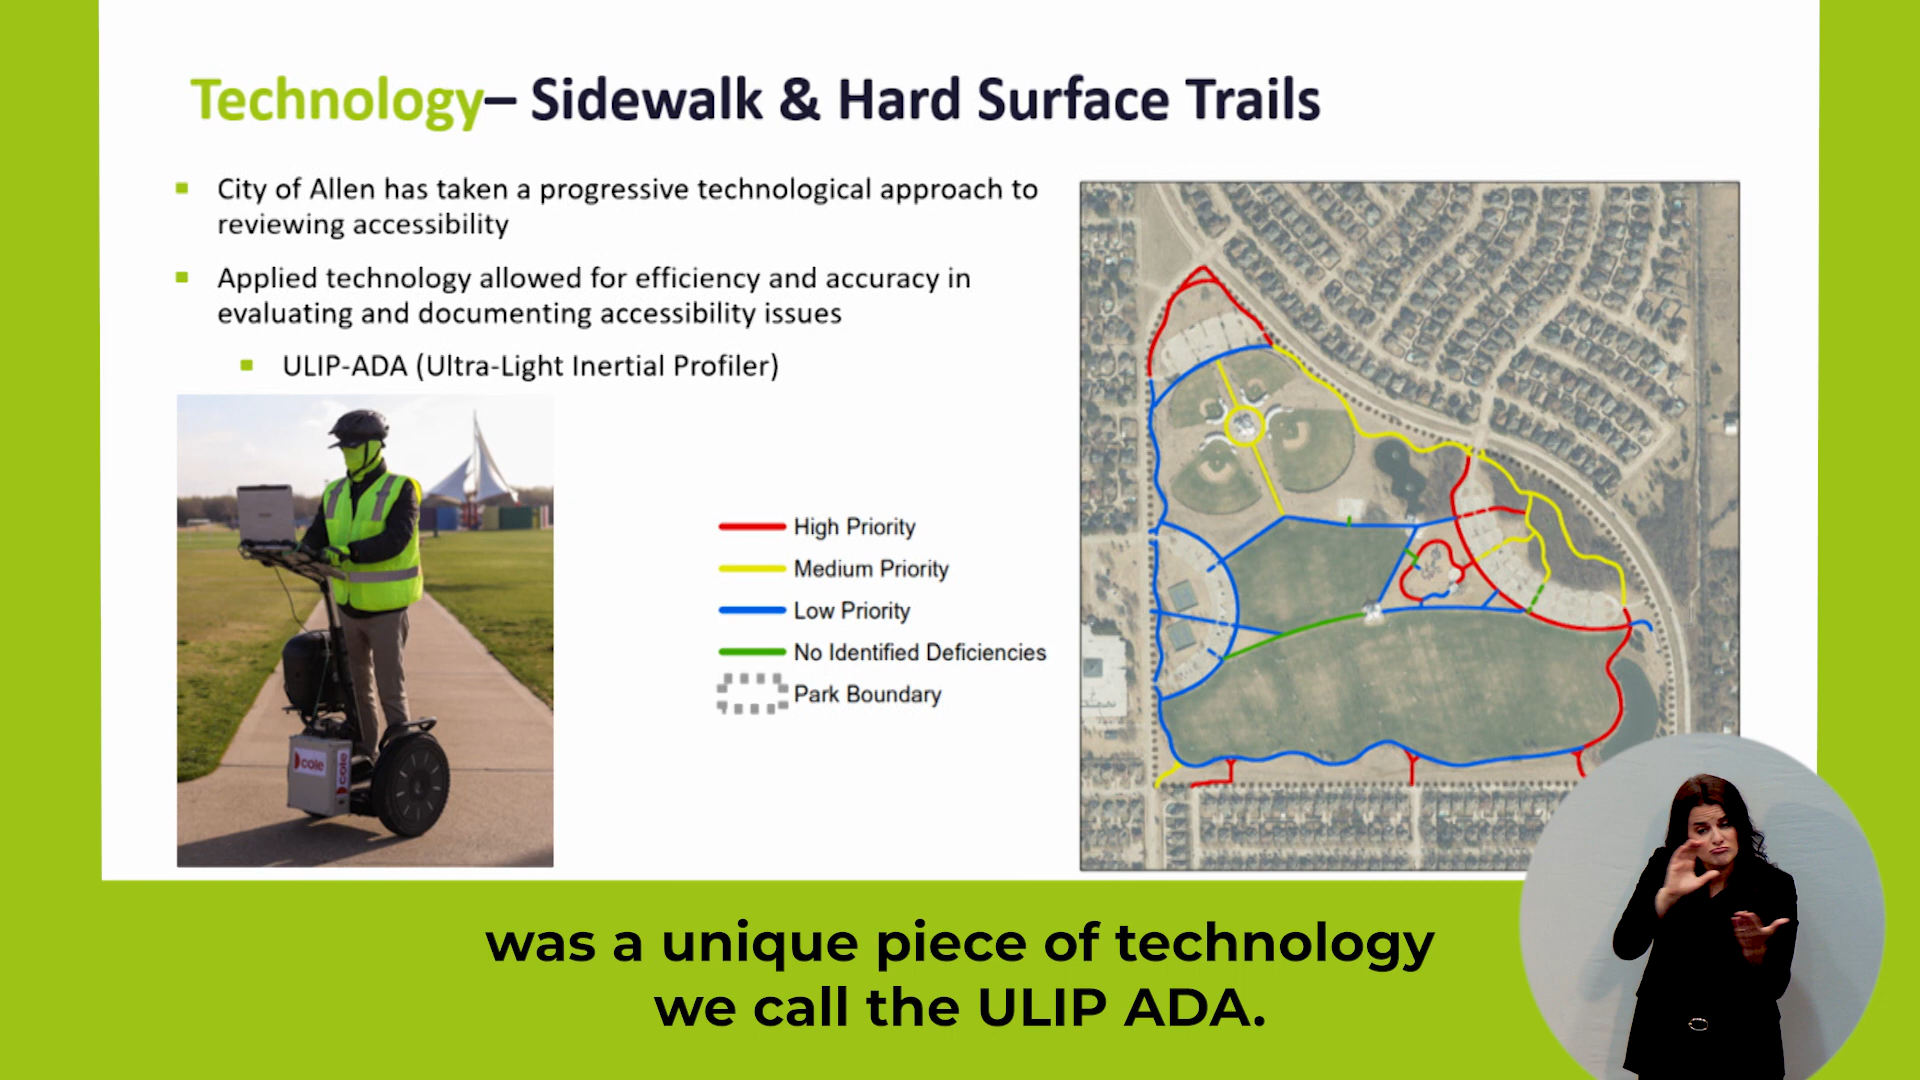 Technology– Sidewalk & Hard Surface Trails
City of Allen has taken a progressive technological approach to
reviewing accessibility
Applied technology allowed for efficiency and accuracy in
evaluating and documenting accessibility issues
ULIP-ADA (Ultra-Light Inertial Profiler)
High Priority
Medium Priority
Low Priority
No Identified Deficiencies
Park Boundary
cole
cole
was a unique piece of technology
we call the ULIP ADA.